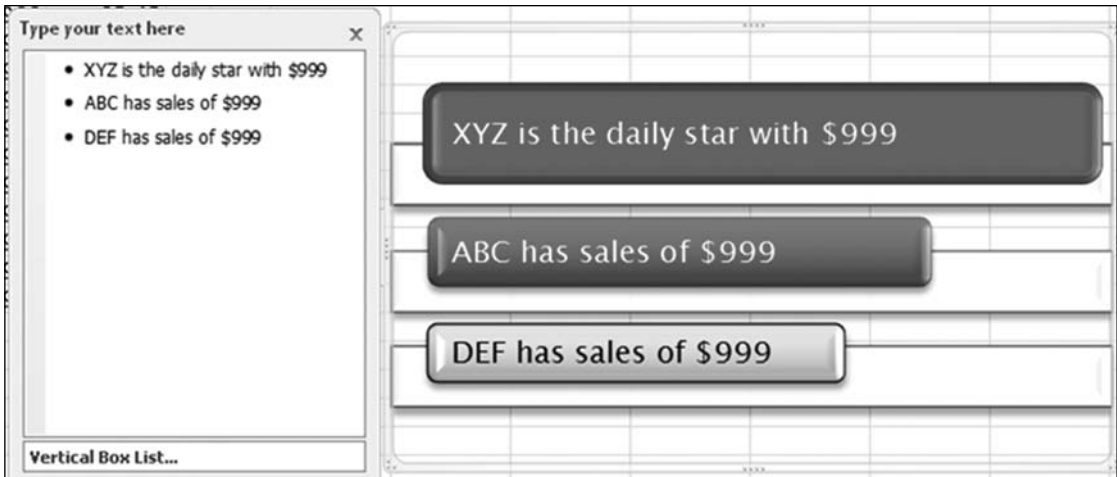 Type your text here
x
• XYZ is the daily star with $999
• ABC has sales of $999
• DEF has sales of $999
Vertical Box List...
XYZ is the daily star with $999
ABC has sales of $999
DEF has sales of $999